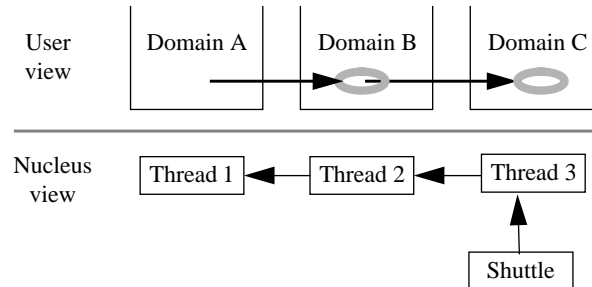 User
view
Domain A
Domain B
Domain C
Nucleus
view
Thread 1
Thread 2
Thread 3
Shuttle